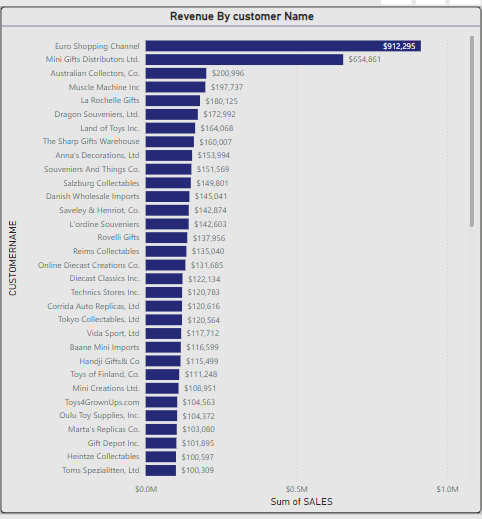 Revenue By customer Name
CUSTOMERNAME
Euro Shopping Channel $912,295
Mini Gifts Distributors Ltd. $654,861
Australian Collectors, Co. $200,996
Muscle Machine Inc $197,737
La Rochelle Gifts $180,125
Dragon Souveniers, Ltd. $172,992
Land of Toys Inc. $164,068
The Sharp Gifts Warehouse $160,007
Anna's Decorations, Ltd $153,994
Souveniers And Things Co. $151,569
Salzburg Collectables $149,801
Danish Wholesale Imports $145,041
Saveley & Henriot, Co. $142,874
L'ordine Souveniers $142,603
Rovelli Gifts $137,956
Reims Collectables $135,040
Online Diecast Creations Co. $131,685
Diecast Classics Inc. $122,134
Technics Stores Inc. $120,783
Corrida Auto Replicas, Ltd $120,616
Tokyo Collectables, Ltd $120,564
Vida Sport, Ltd $117,712
Baane Mini Imports $116,599
Handji Gifts& Co $115,499
Toys of Finland, Co. $111,248
Mini Creations Ltd. $108,951
Toys4GrownUps.com $104,563
Oulu Toy Supplies, Inc. $104,372
Marta's Replicas Co. $103,080
Gift Depot Inc. $101,895
Heintze Collectables $100,597
Toms Spezialitten, Ltd $100,309
$0.0M $0.5M $1.0M
Sum of SALES